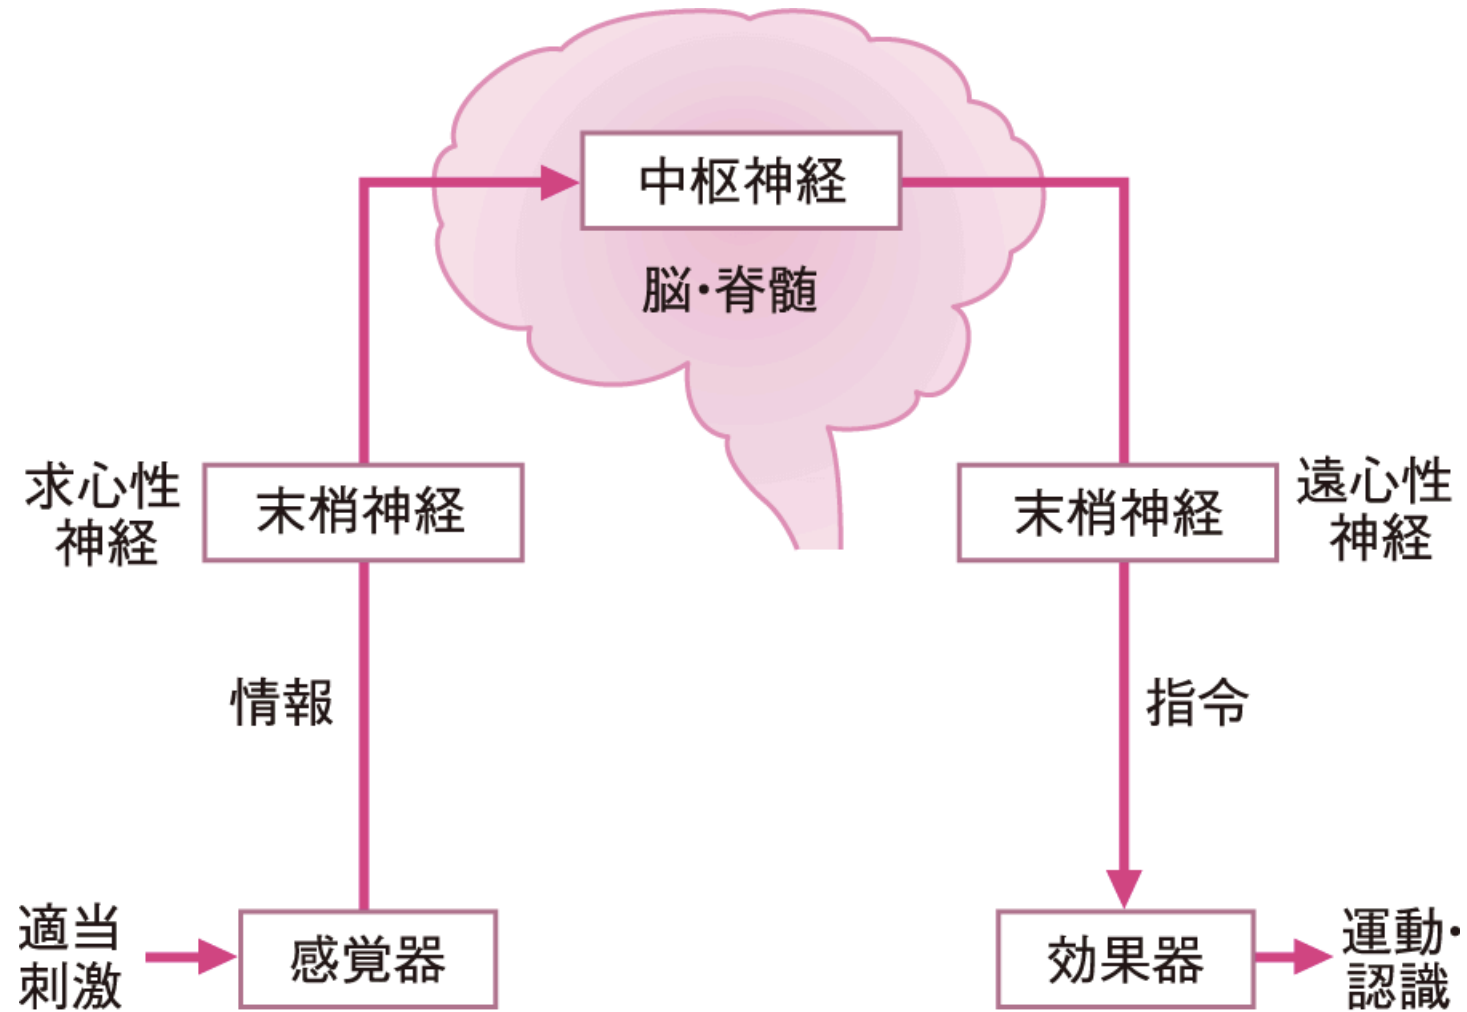 中枢神経
脳・脊髄
求心性
神経
末梢神経
末梢神経
遠心性
神経
情報
指令
適当
刺激
感覚器
効果器
運動・
認識